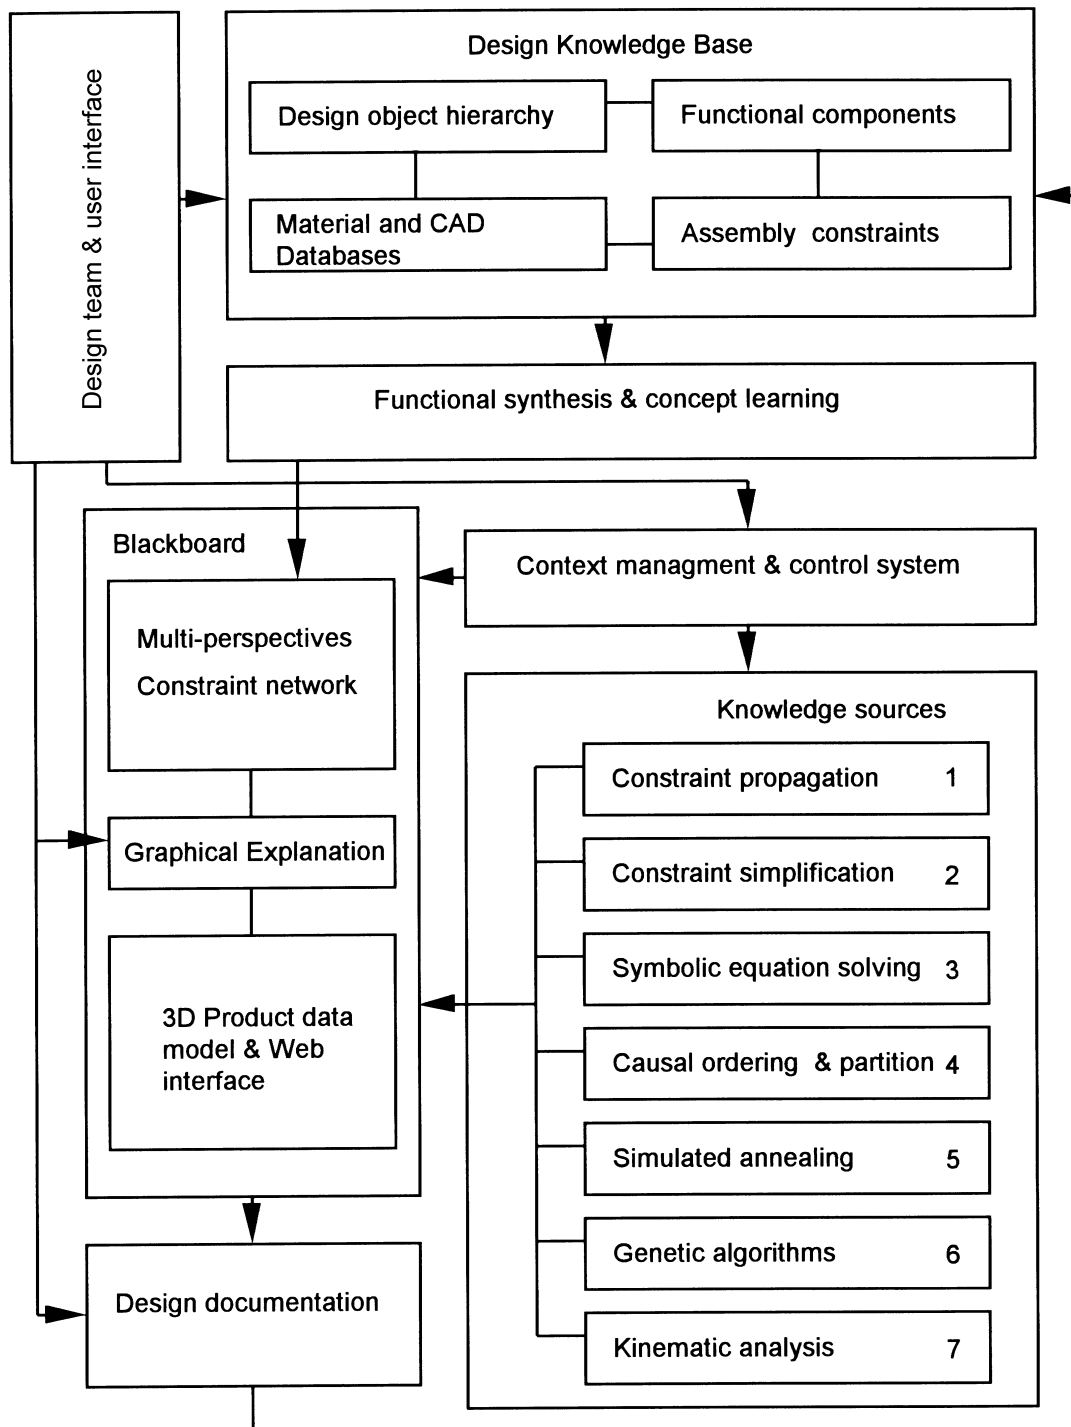 Design team & user interface
Design Knowledge Base
Design object hierarchy
Functional components
Material and CAD
Databases
Assembly constraints
Functional synthesis & concept learning
Blackboard
Context managment & control system
Multi-perspectives
Constraint network
Graphical Explanation
3D Product data
model & Web
interface
Knowledge sources
Constraint propagation 1
Constraint simplification 2
Symbolic equation solving 3
Causal ordering & partition 4
Simulated annealing 5
Genetic algorithms 6
Kinematic analysis 7
Design documentation